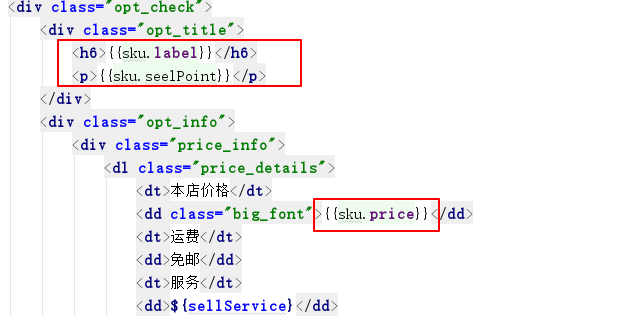 <div class="opt_check">
<div class="opt_title">
<h6>{{sku.label}}</h6>
<p>{{sku.seelPoint}}</p>
</div>
<div class="opt_info">
<div class="price_info">
<dl class="price_details">
<dt>本店价格</dt>
<dd class="big_font">{{sku.price}}</dd>
<dt>运费</dt>
<dd>免邮</dd>
<dt>服务</dt>
<dd>${sellService}</dd>